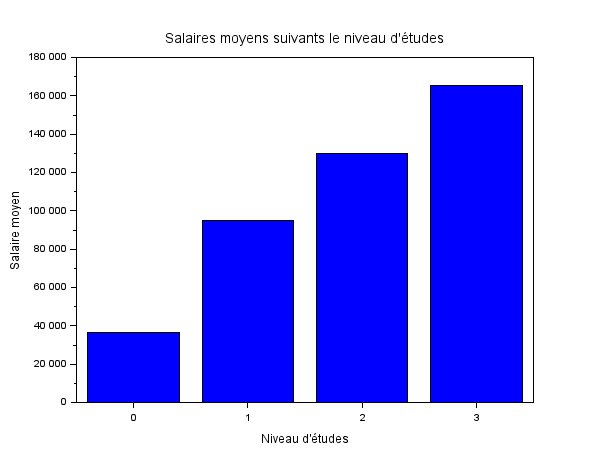 Salaires moyens suivants le niveau d'études
180 000
160 000
140 000
120 000
100 000
80 000
60 000
40 000
20 000
0
Salaire moyen
0 1 2 3
Niveau d'études